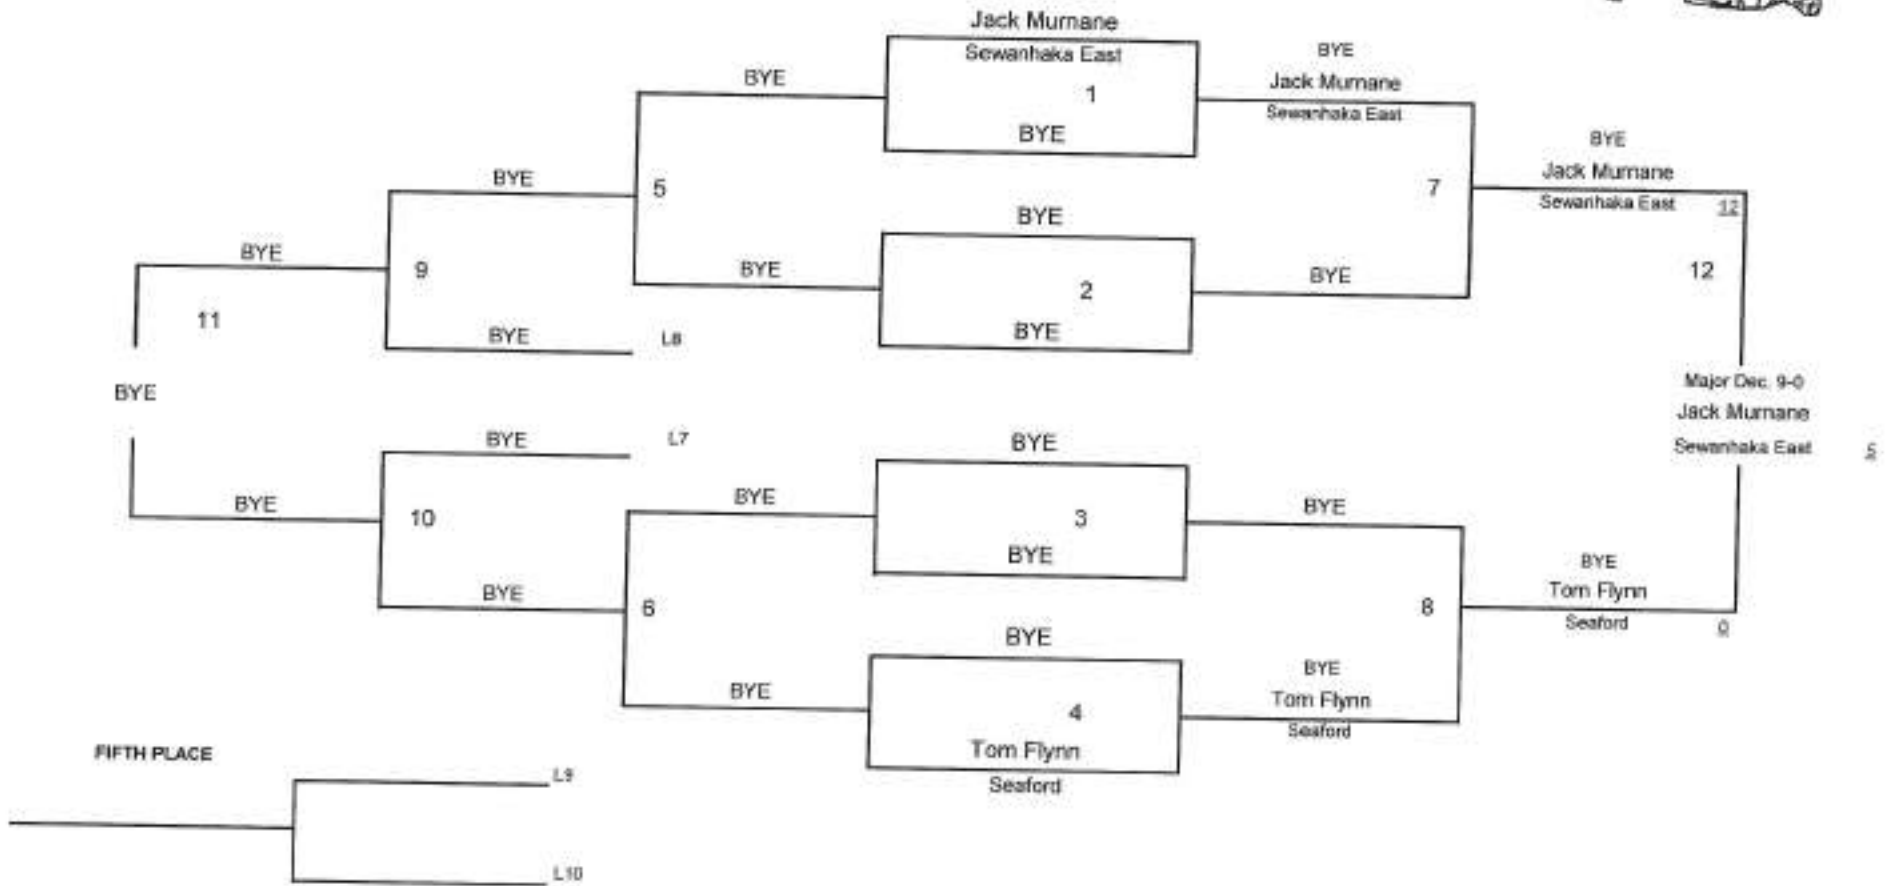 Jack Murnane
Sewanhaka East
1
BYE
BYE
BYE
Jack Murnane
Sewanhaka East
BYE
Jack Murnane
Sewanhaka East
12
BYE
5
7
BYE
9
BYE
BYE
2
BYE
BYE
12
11
BYE
L8
BYE
Major Dec. 9-0
Jack Murnane
Sewanhaka East
5
BYE
L7
BYE
3
BYE
BYE
BYE
10
BYE
BYE
6
8
BYE
Tom Flynn
Seaford
0
BYE
BYE
4
Tom Flynn
Seaford
BYE
Tom Flynn
Seaford
FIFTH PLACE
L9
L10